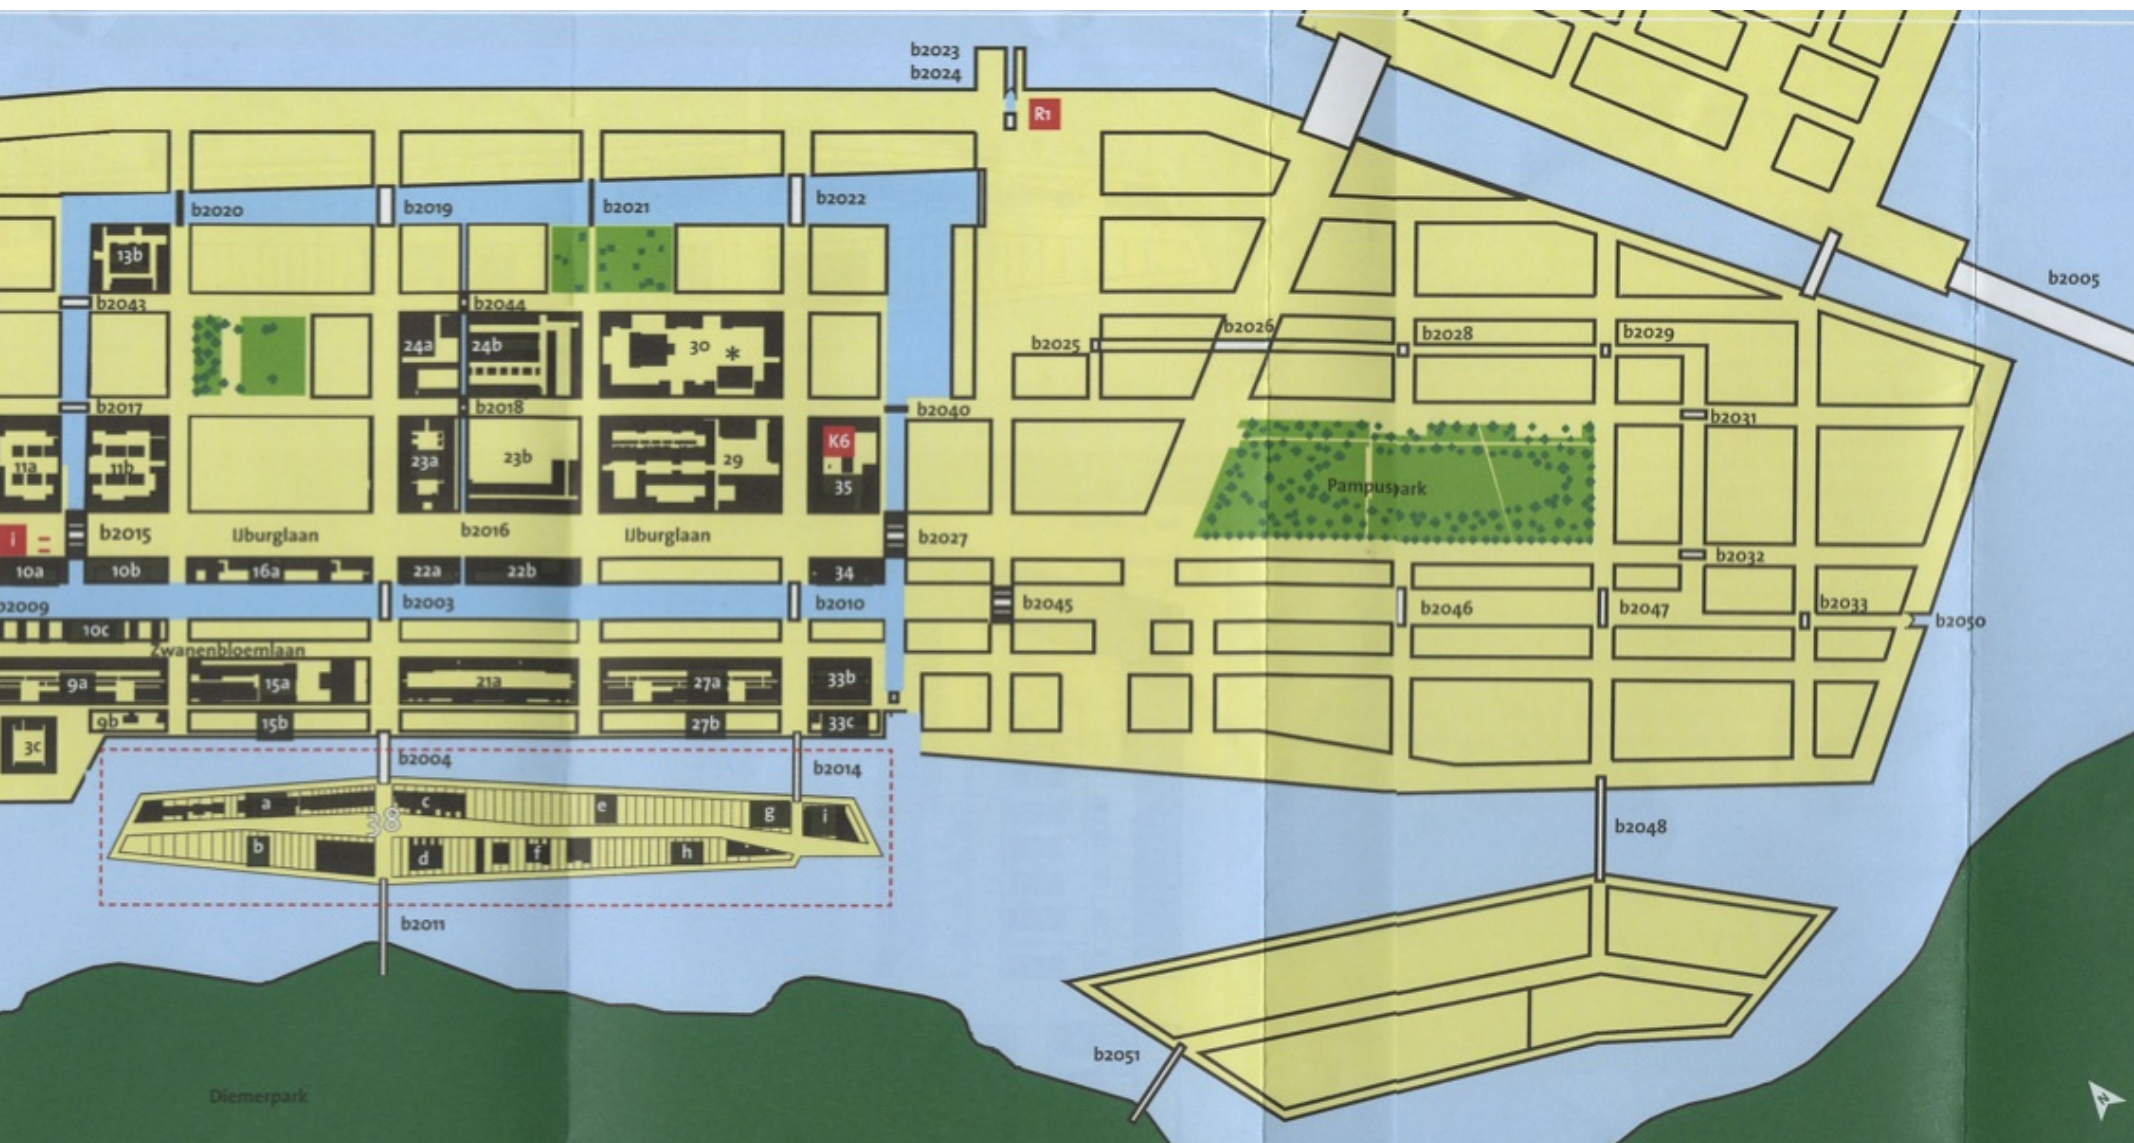 b2023
b2024
R1
b2020
b2019
b2021
b2022
13b
b2005
b2043
b2044
24a
24b
30 *
b2025
b2026
b2028
b2029
b2017
b2018
b2040
b2031
11a
11b
23a
23b
29
K6
35
Pampuspark
i
b2015
IJburglaan
b2016
IJburglaan
b2027
b2032
10a
10b
16a
22a
22b
34
b2009
b2003
b2010
b2045
b2046
b2047
b2033
b2050
10c
Zwanenbloemlaan
9a
15a
21a
27a
33b
9b
15b
27b
33c
3c
b2004
b2014
a
c
e
g
i
38
b
d
f
h
b2048
b2011
b2051
Diemerpark
N